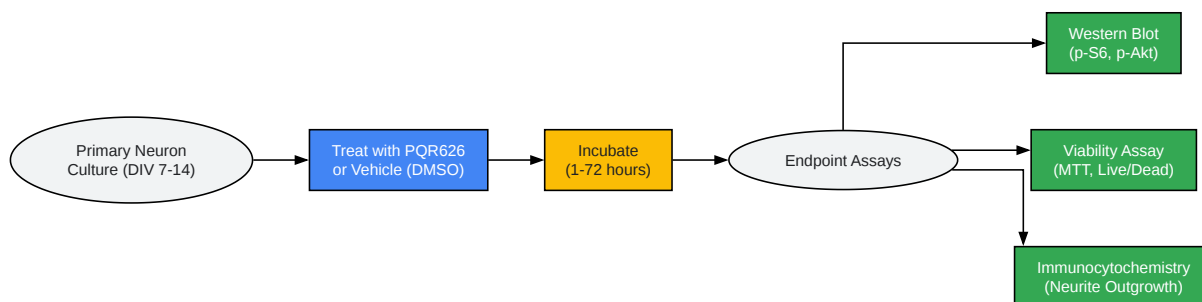 Primary Neuron
Culture (DIV 7-14)
Treat with PQR626
or Vehicle (DMSO)
Incubate
(1-72 hours)
Endpoint Assays
Western Blot
(p-S6, p-Akt)
Viability Assay
(MTT, Live/Dead)
Immunocytochemistry
(Neurite Outgrowth)